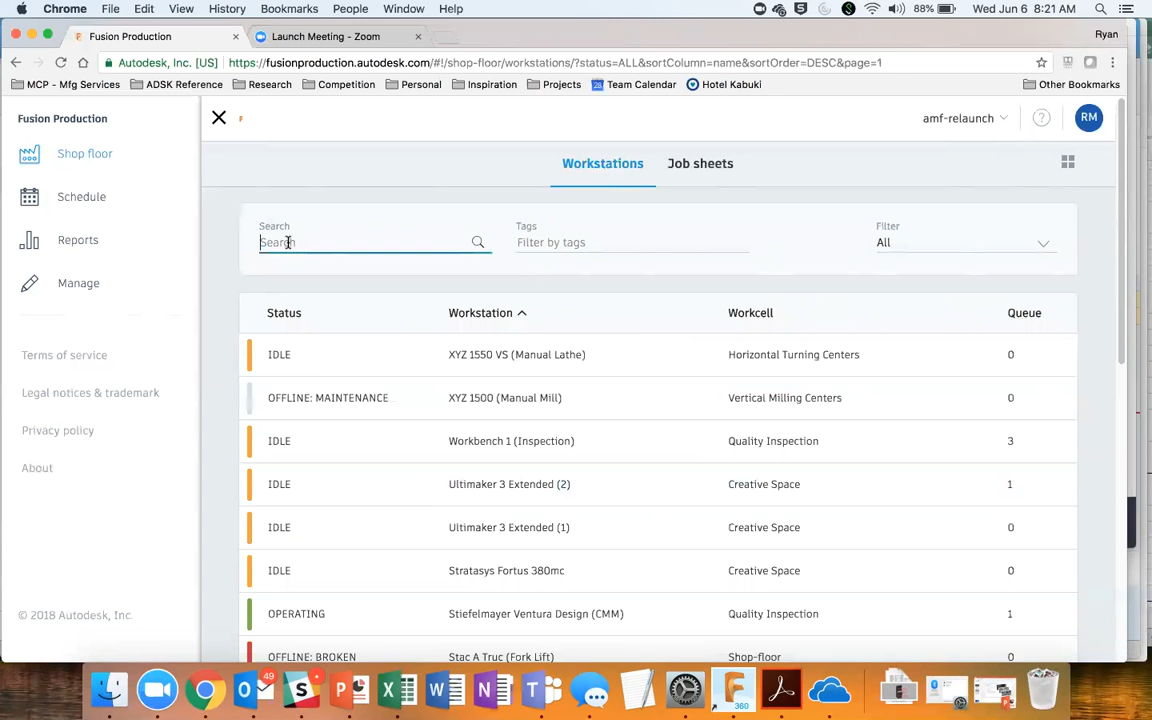 Chrome File Edit View History Bookmarks People Window Help 88% Wed Jun 6 8:21 AM
Fusion Production Launch Meeting - Zoom Ryan
Autodesk, Inc. [US] https://fusionproduction.autodesk.com/#!/shop-floor/workstations/?status=ALL&sortColumn=name&sortOrder=DESC&page=1
MCP - Mfg Services ADSK Reference Research Competition Personal Inspiration Projects 28 Team Calendar Hotel Kabuki Other Bookmarks
Fusion Production F amf-relaunch ? RM
Shop floor
Workstations Job sheets
Schedule
Reports
Manage
Terms of service
Legal notices & trademark
Privacy policy
About
© 2018 Autodesk, Inc.
Search Tags Filter
Search Filter by tags All
Status Workstation Workcell Queue
IDLE XYZ 1550 VS (Manual Lathe) Horizontal Turning Centers 0
OFFLINE: MAINTENANCE... XYZ 1500 (Manual Mill) Vertical Milling Centers 0
IDLE Workbench 1 (Inspection) Quality Inspection 3
IDLE Ultimaker 3 Extended (2) Creative Space 1
IDLE Ultimaker 3 Extended (1) Creative Space 0
IDLE Stratasys Fortus 380mc Creative Space 0
OPERATING Stiefelmayer Ventura Design (CMM) Quality Inspection 1
OFFLINE: BROKEN Stac A Truc (Fork Lift) Shop-floor 0
49
360